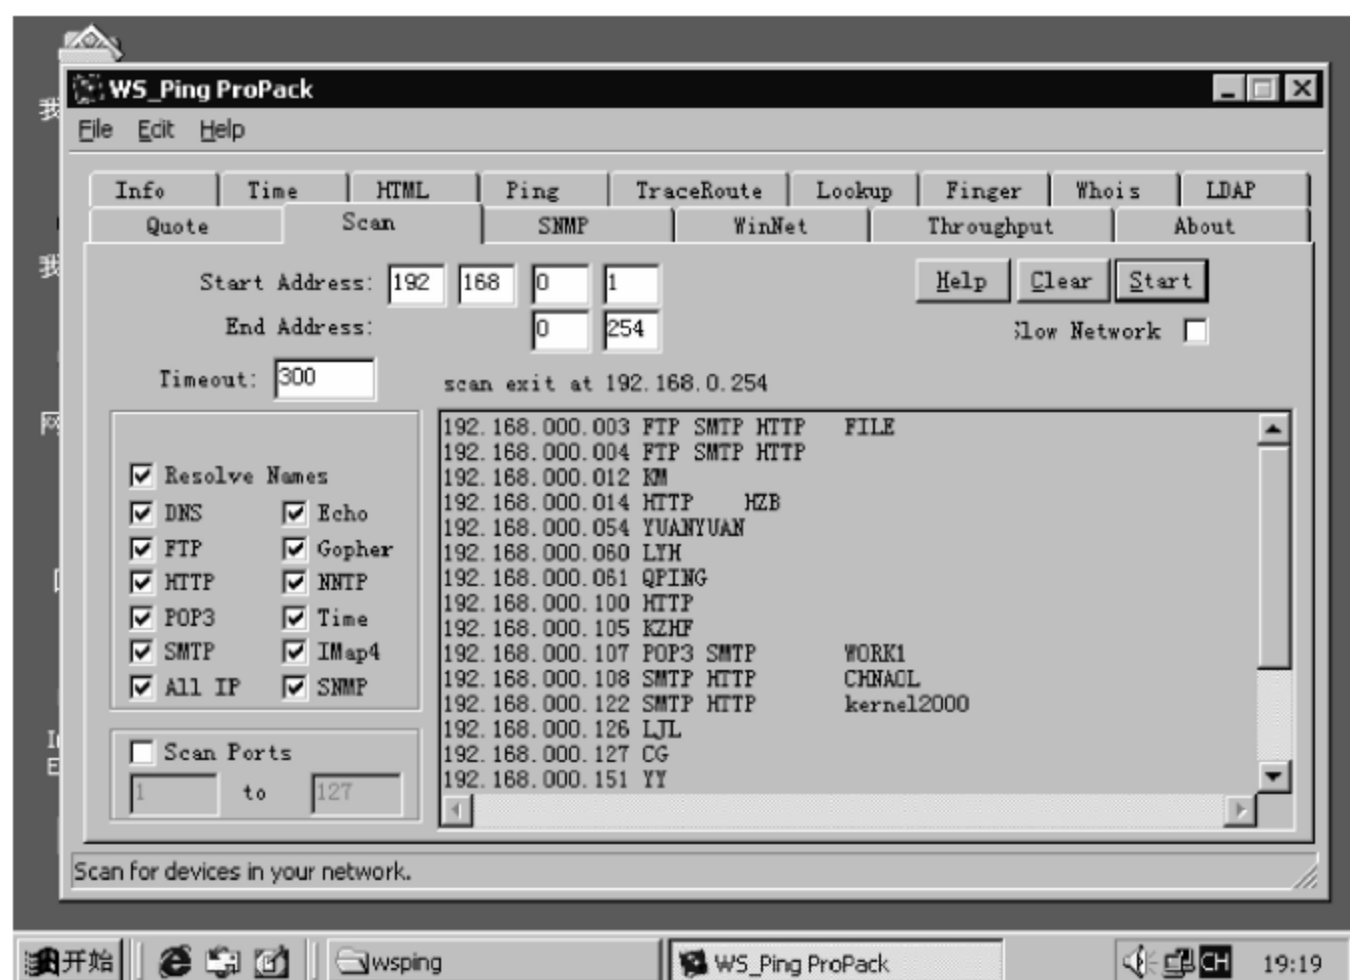 WS_Ping ProPack
File Edit Help
Info Time HTML Ping TraceRoute Lookup Finger Whois LDAP
Quote Scan SNMP WinNet Throughput About
Start Address: 192 168 0 1 Help Clear Start
End Address: 0 254 Slow Network
Timeout: 300
scan exit at 192.168.0.254
192.168.000.003 FTP SMTP HTTP FILE
192.168.000.004 FTP SMTP HTTP
192.168.000.012 KM
192.168.000.014 HTTP HZB
192.168.000.054 YUANYUAN
192.168.000.060 LYH
192.168.000.061 QPING
192.168.000.100 HTTP
192.168.000.105 KZHF
192.168.000.107 POP3 SMTP WORK1
192.168.000.108 SMTP HTTP CHNAOL
192.168.000.122 SMTP HTTP kernel2000
192.168.000.126 LJL
192.168.000.127 CG
192.168.000.151 YY
Resolve Names
DNS Echo
FTP Gopher
HTTP NNTP
POP3 Time
SMTP IMap4
All IP SNMP
Scan Ports
1 to 127
Scan for devices in your network.
我
我
网
开始 wsping WS_Ping ProPack CH 19:19